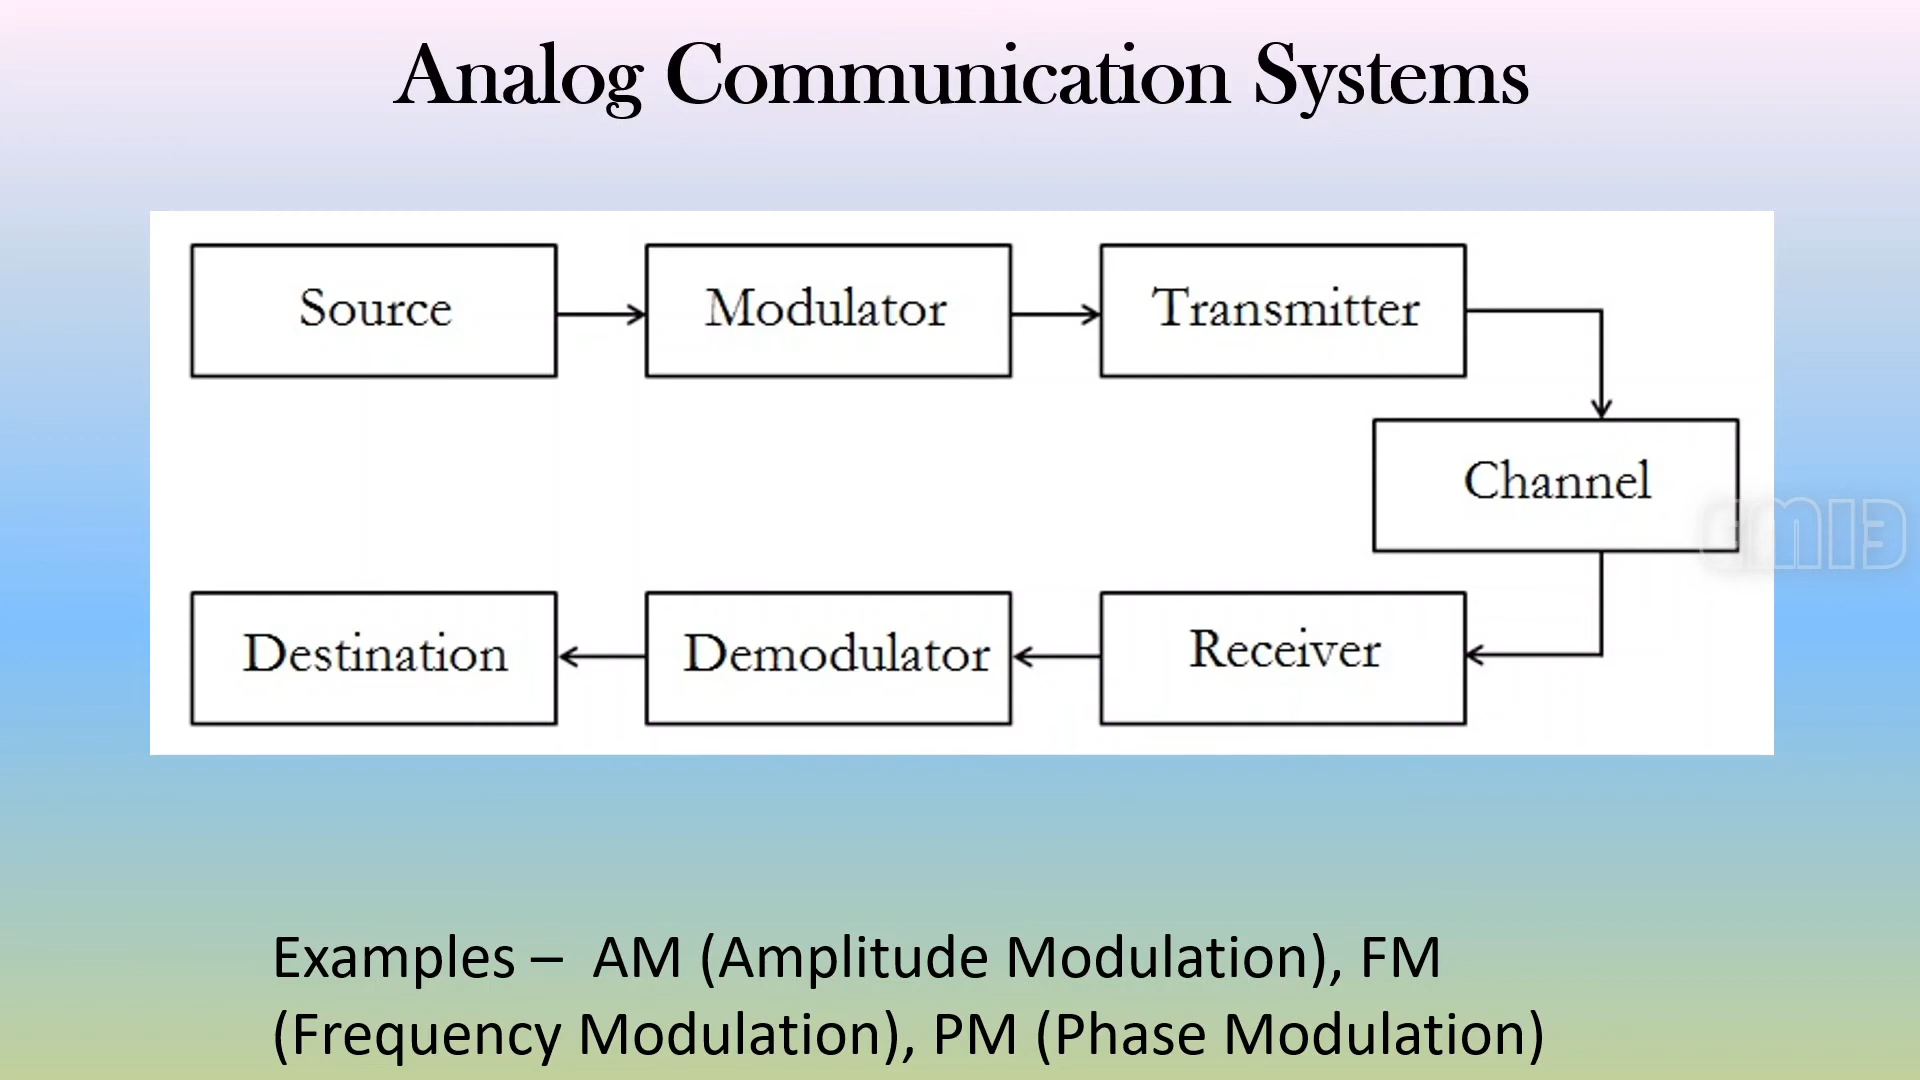 Analog Communication Systems
Source
Modulator
Transmitter
Channel
Receiver
Demodulator
Destination
Examples – AM (Amplitude Modulation), FM
(Frequency Modulation), PM (Phase Modulation)